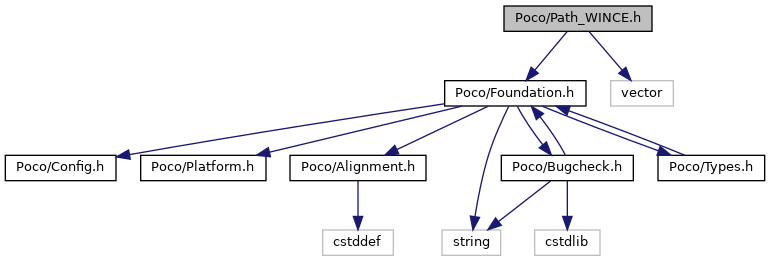 Poco/Path_WINCE.h
Poco/Foundation.h
vector
Poco/Config.h
Poco/Platform.h
Poco/Alignment.h
Poco/Bugcheck.h
Poco/Types.h
cstddef
string
cstdlib